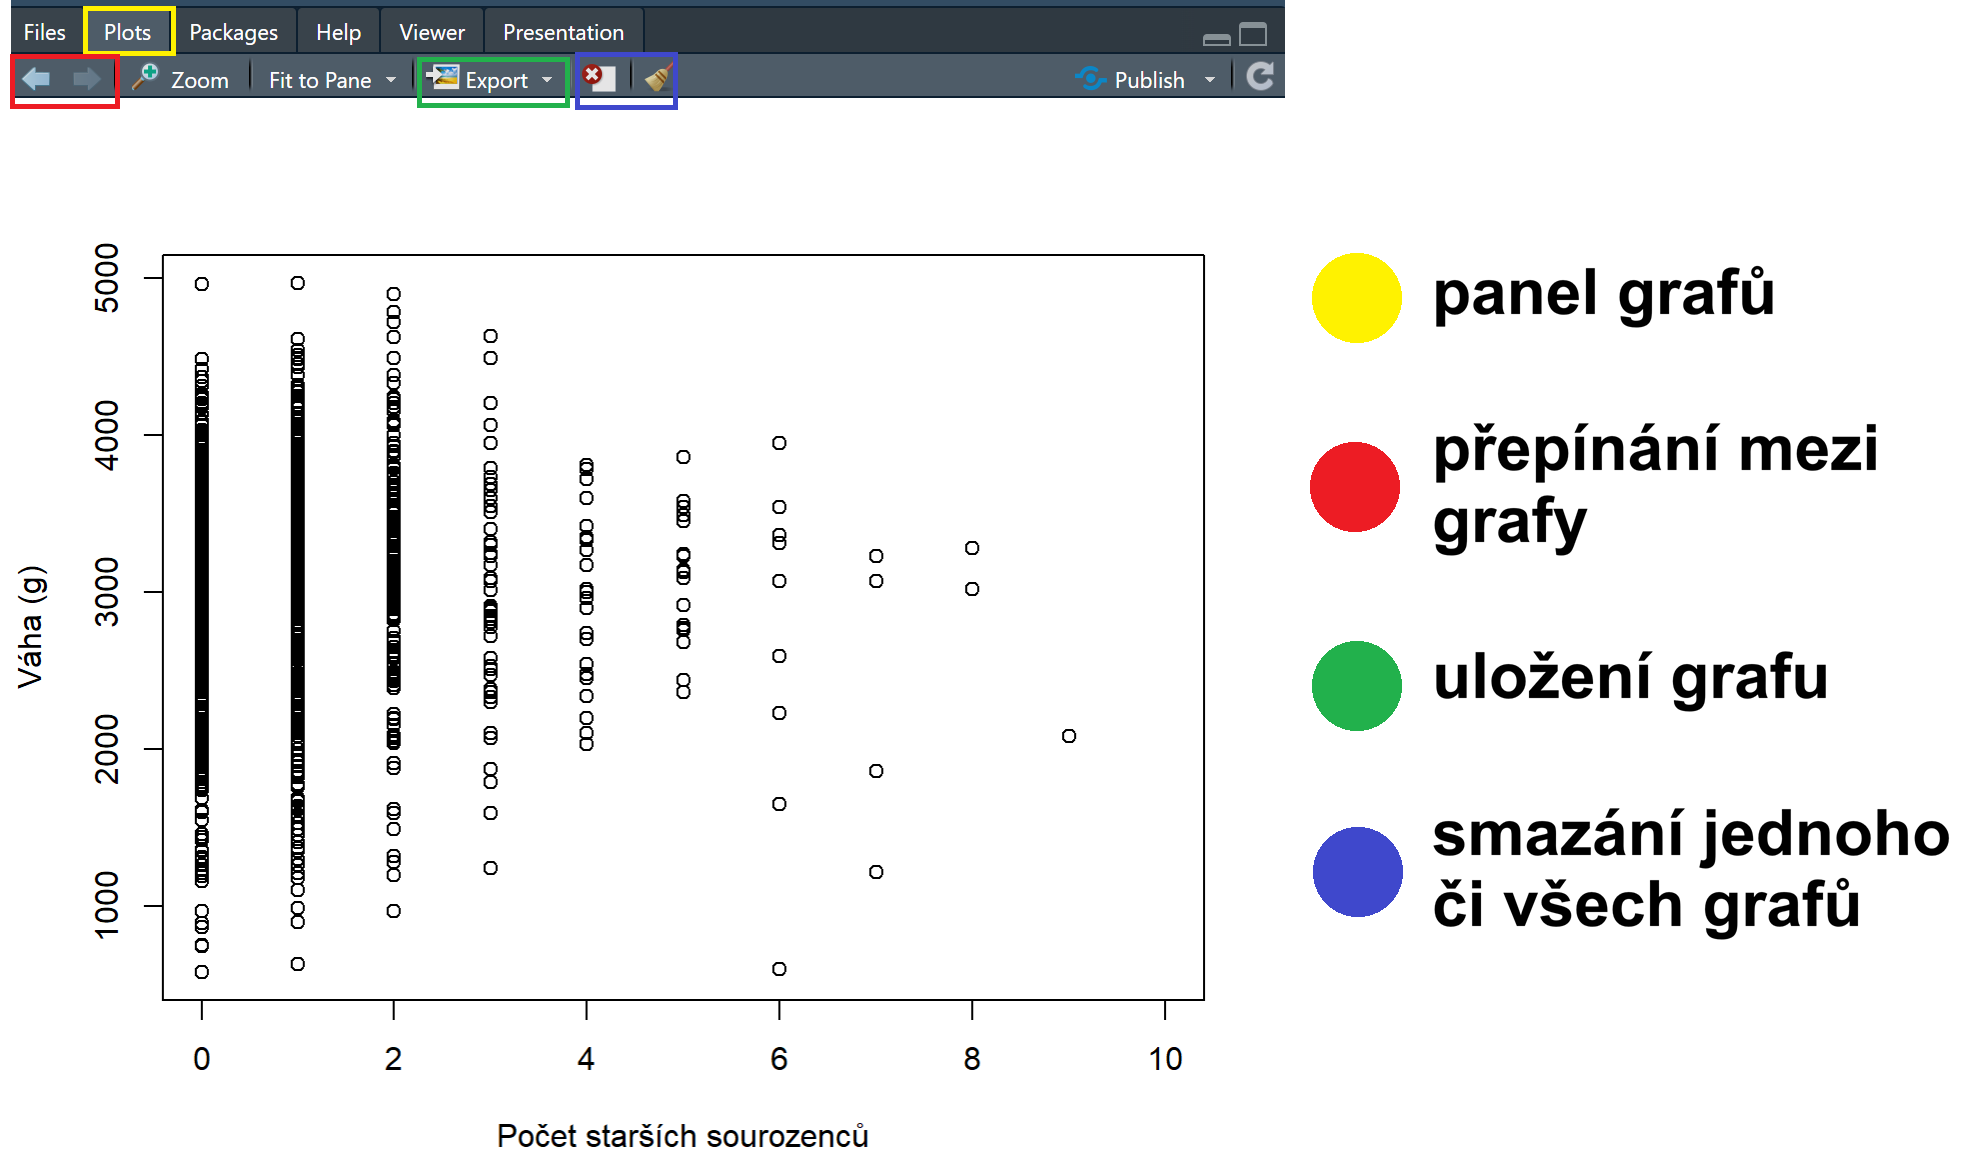 Files Plots Packages Help Viewer Presentation
Zoom Fit to Pane Export Publish
5000
4000
3000
2000
1000
Váha (g)
0 2 4 6 8 10
Počet starších sourozenců
panel grafů
přepínání mezi
grafy
uložení grafu
smazání jednoho
či všech grafů